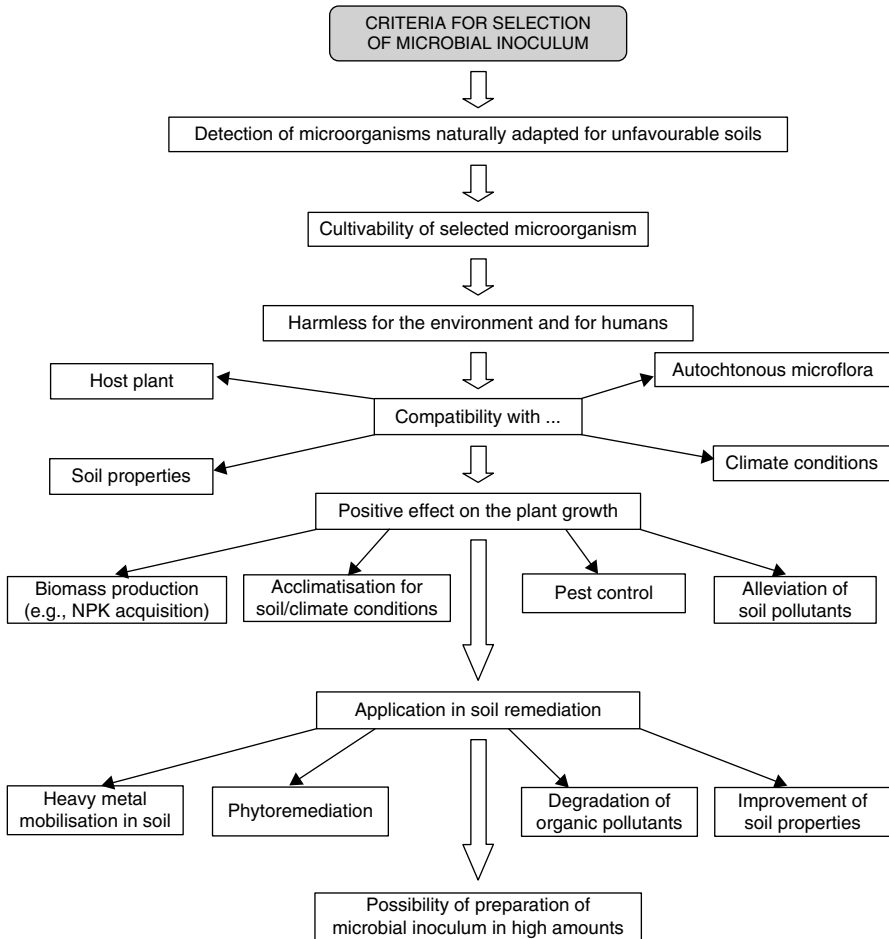 CRITERIA FOR SELECTION
OF MICROBIAL INOCULUM
Detection of microorganisms naturally adapted for unfavourable soils
Cultivability of selected microorganism
Harmless for the environment and for humans
Host plant
Autochtonous microflora
Compatibility with ...
Soil properties
Climate conditions
Positive effect on the plant growth
Biomass production
(e.g., NPK acquisition)
Acclimatisation for
soil/climate conditions
Pest control
Alleviation of
soil pollutants
Application in soil remediation
Heavy metal
mobilisation in soil
Phytoremediation
Degradation of
organic pollutants
Improvement of
soil properties
Possibility of preparation of
microbial inoculum in high amounts